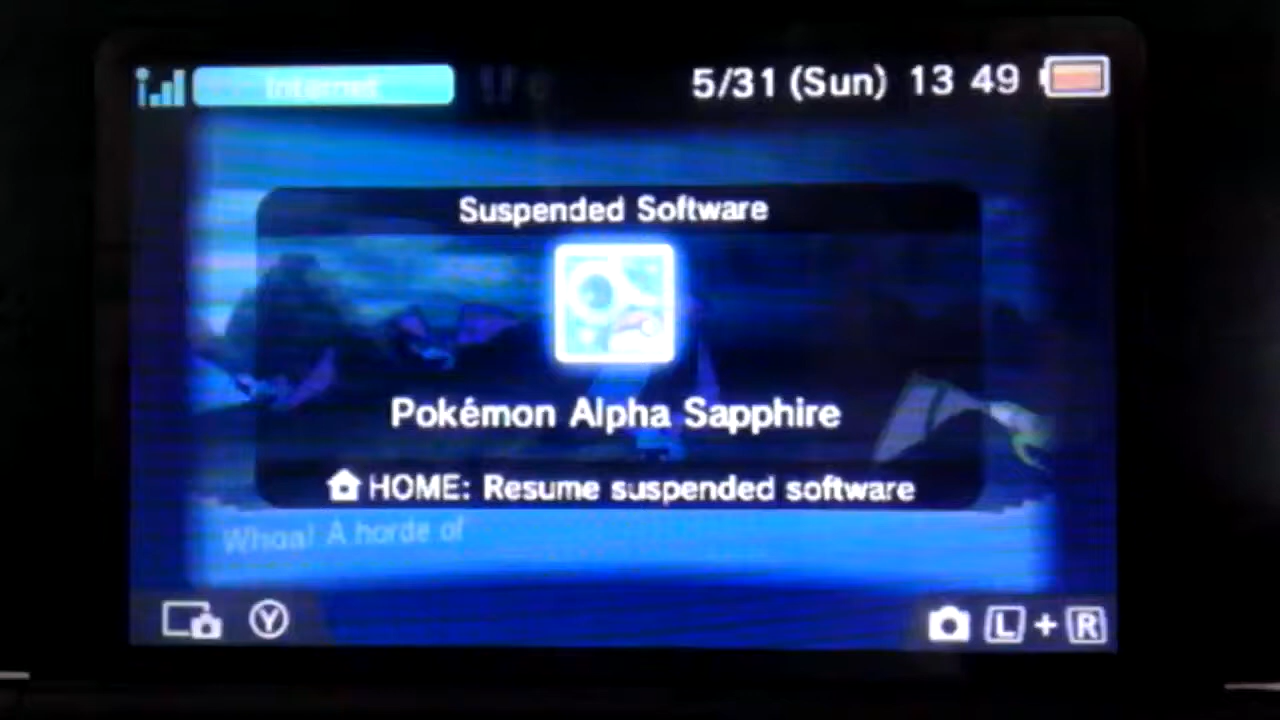 Internet
5/31 (Sun) 13 49
Suspended Software
Pokémon Alpha Sapphire
HOME: Resume suspended software
Whoa! A horde of
Y
L + R